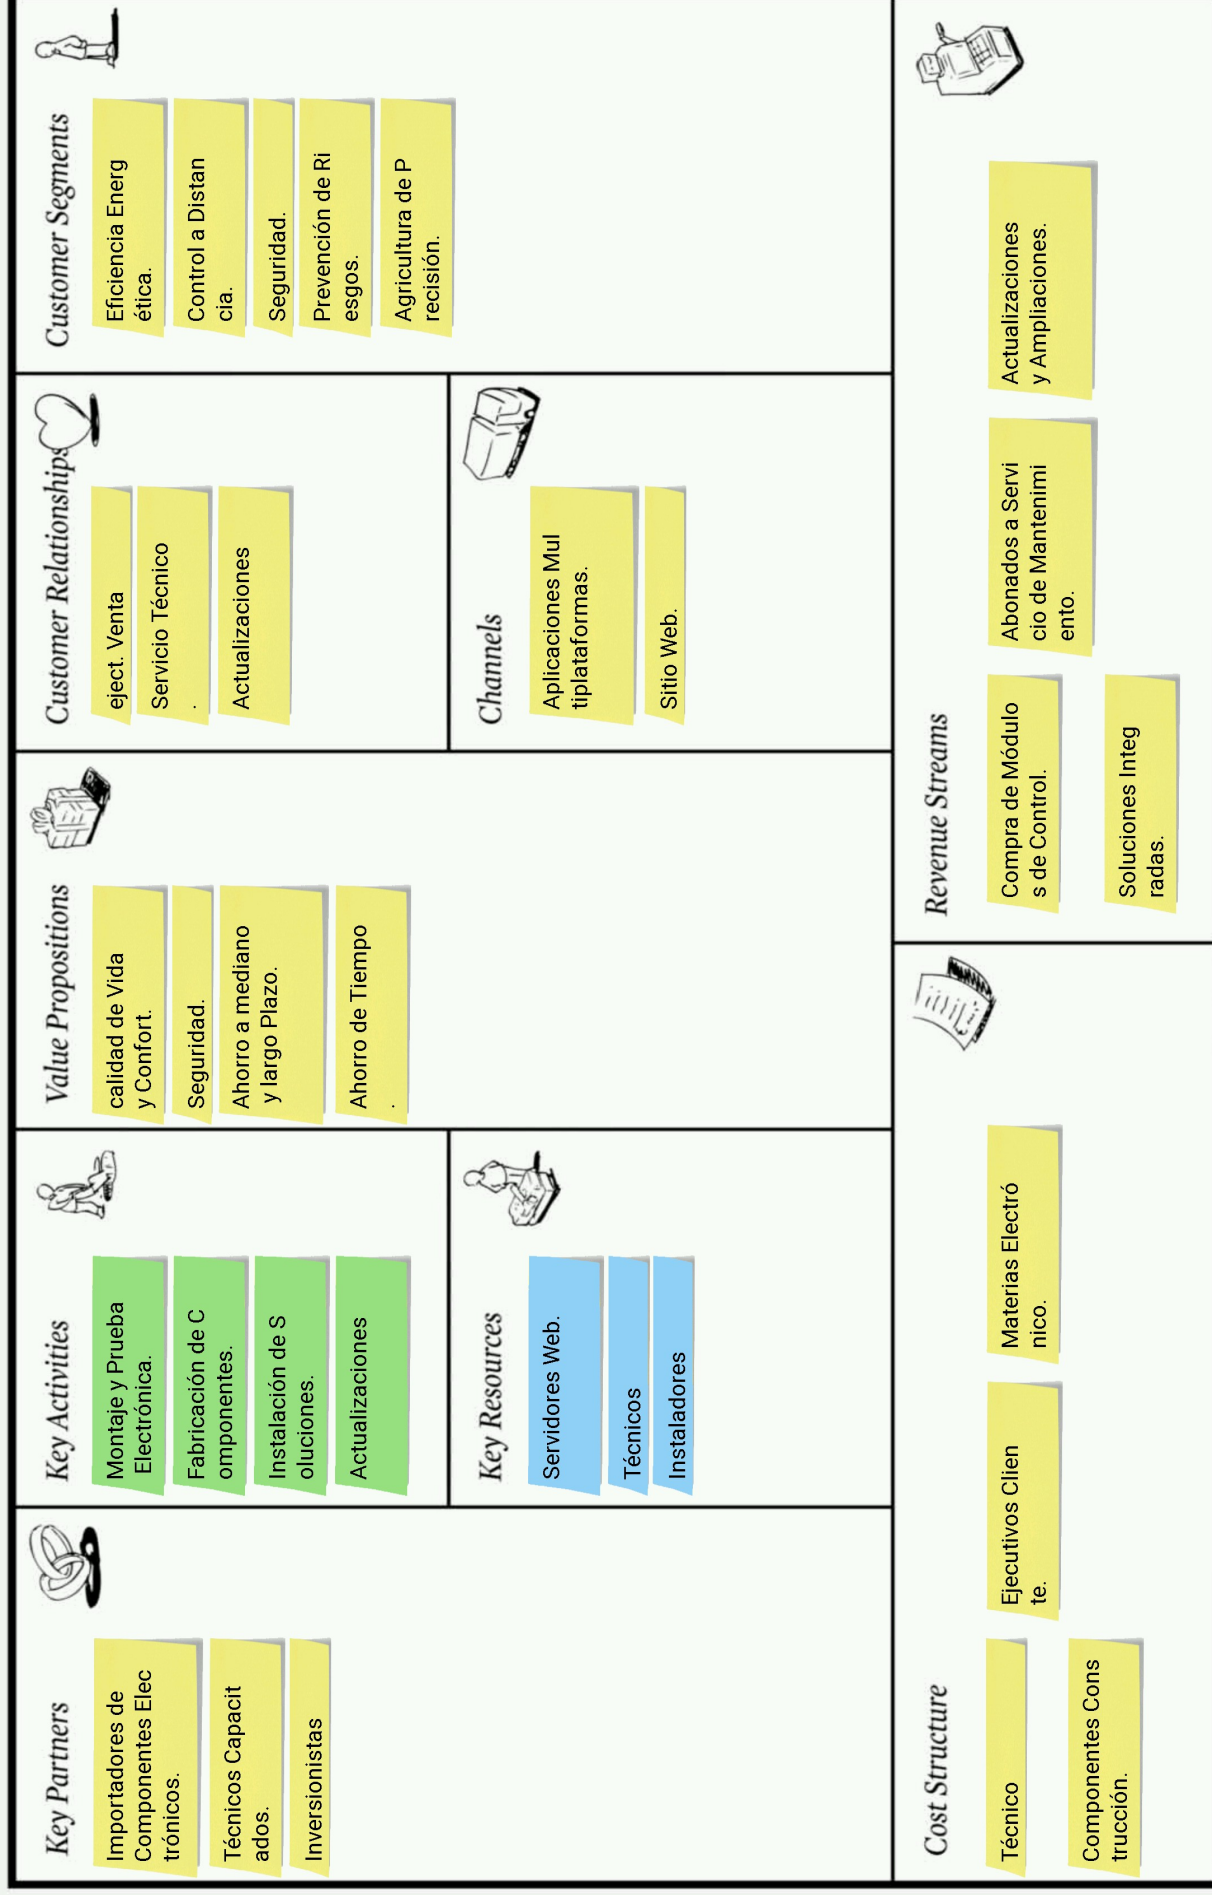 Key Partners
Importadores de
Componentes Elec
trónicos.
Técnicos Capacit
ados.
Inversionistas
Key Activities
Montaje y Prueba
Electrónica.
Fabricación de C
omponentes.
Instalación de S
oluciones.
Actualizaciones
Key Resources
Servidores Web.
Técnicos
Instaladores
Value Propositions
calidad de Vida
y Confort.
Seguridad.
Ahorro a mediano
y largo Plazo.
Ahorro de Tiempo
.
Customer Relationships
eject. Venta
Servicio Técnico
.
Actualizaciones
Channels
Aplicaciones Mul
tiplataformas.
Sitio Web.
Customer Segments
Eficiencia Energ
ética.
Control a Distan
cia.
Seguridad.
Prevención de Ri
esgos.
Agricultura de P
recisión.
Cost Structure
Técnico
Ejecutivos Clien
te.
Materias Electró
nico.
Componentes Cons
trucción.
Revenue Streams
Compra de Módulo
s de Control.
Abonados a Servi
cio de Mantenimi
ento.
Actualizaciones
y Ampliaciones.
Soluciones Integ
radas.